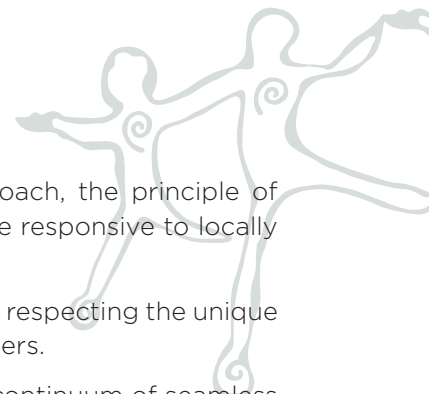 oach, the principle of
e responsive to locally
respecting the unique
ers.
continuum of seamless